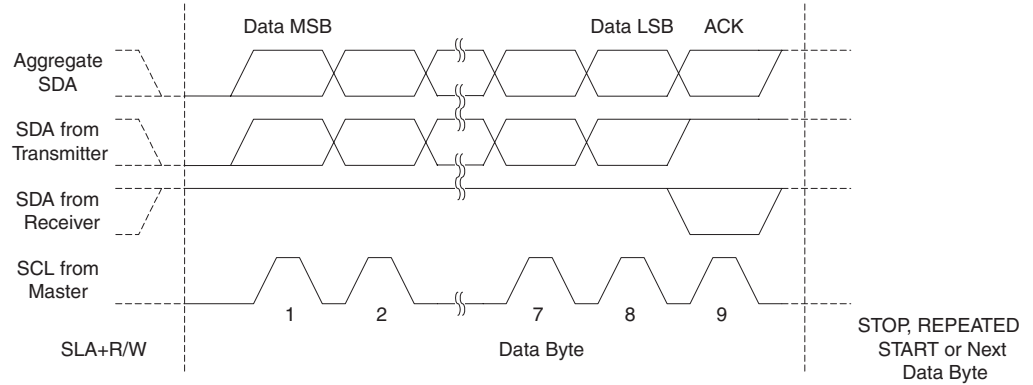 Data MSB
Data LSB
ACK
Aggregate
SDA
SDA from
Transmitter
SDA from
Receiver
SCL from
Master
1
2
7
8
9
SLA+R/W
Data Byte
STOP, REPEATED
START or Next
Data Byte